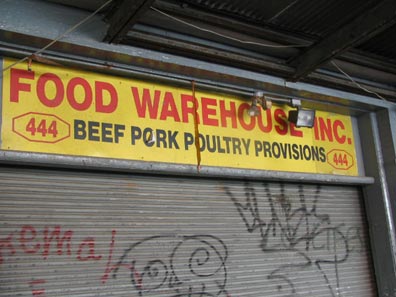 FOOD WAREHOUSE INC.
444 BEEF PORK POULTRY PROVISIONS 444